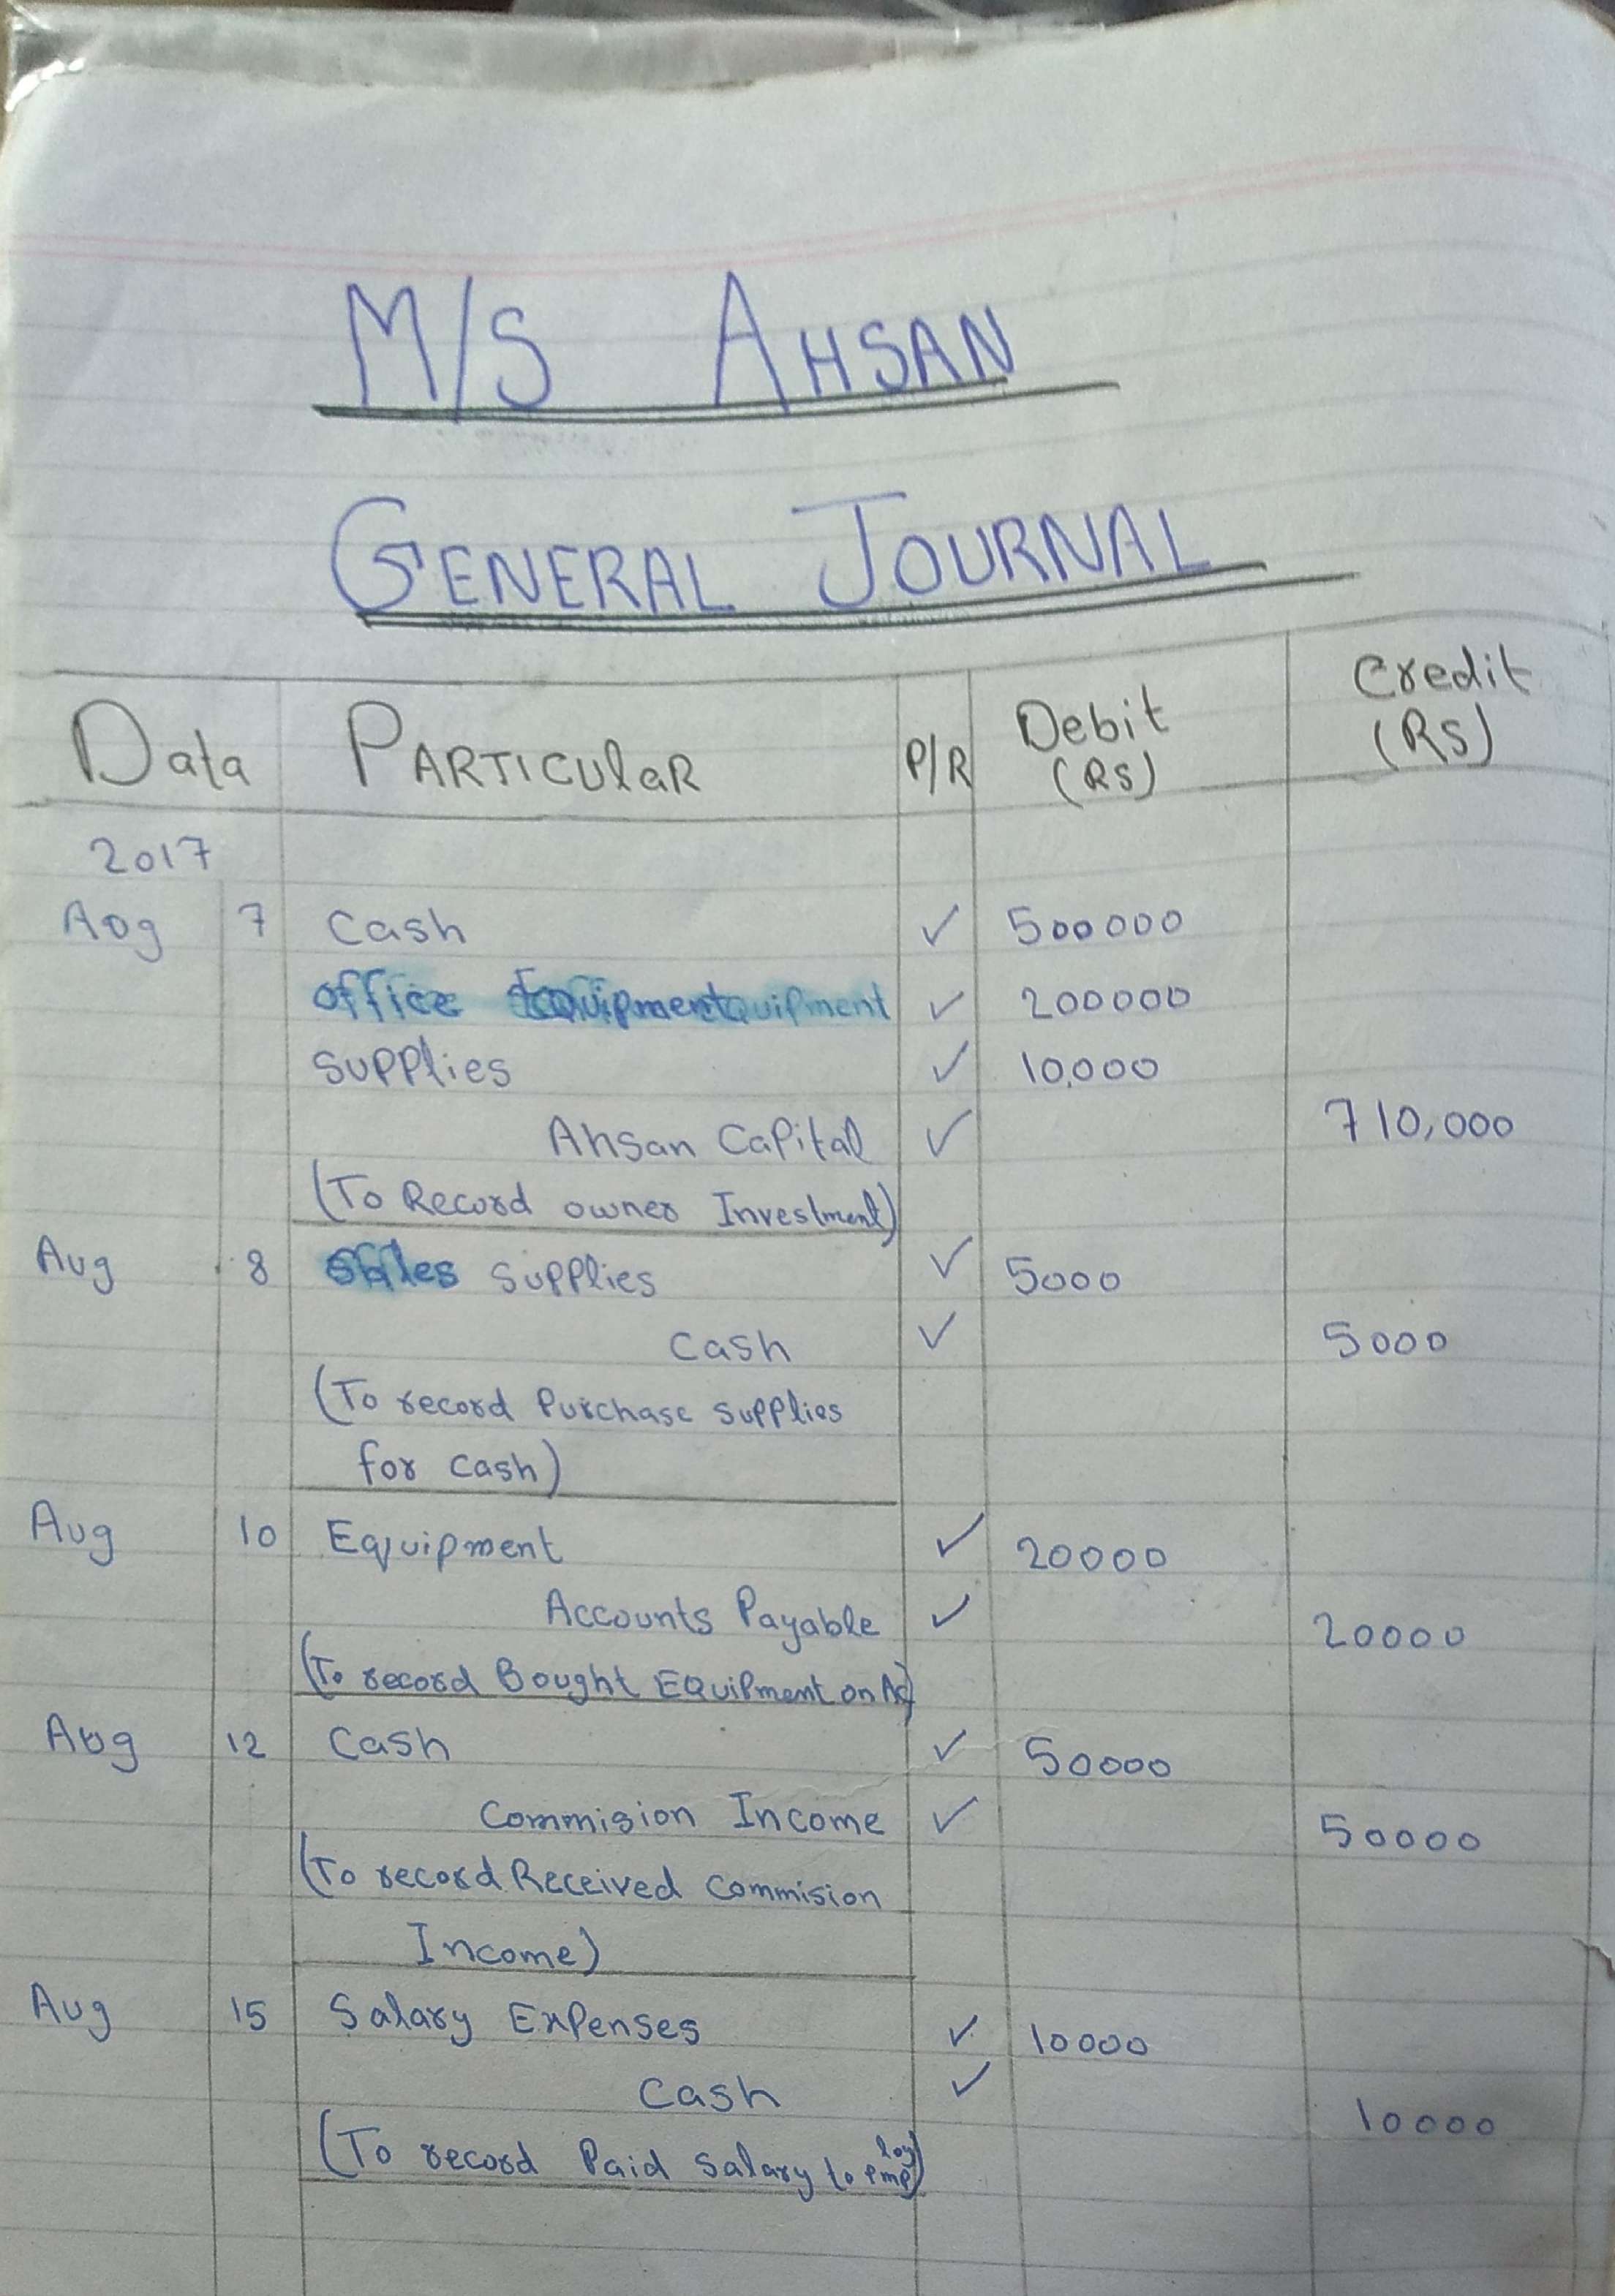 M/S AHSAN
GENERAL JOURNAL
Data PARTICULAR P/R Debit (RS) Credit (RS)
2017
Aug 7 Cash ✓ 500000
office Equipment ✓ 200000
Supplies ✓ 10,000
Ahsan Capital ✓ 710,000
(To Record owner Investment)
Aug 8 Supplies ✓ 5000
Cash ✓ 5000
(To record Purchase supplies
for cash)
Aug 10 Equipment ✓ 20000
Accounts Payable ✓ 20000
(To record Bought Equipment on Ac)
Aug 12 Cash ✓ 50000
Commision Income ✓ 50000
(To record Received Commision
Income)
Aug 15 Salary Expenses ✓ 10000
Cash ✓ 10000
(To record Paid Salary to employ)